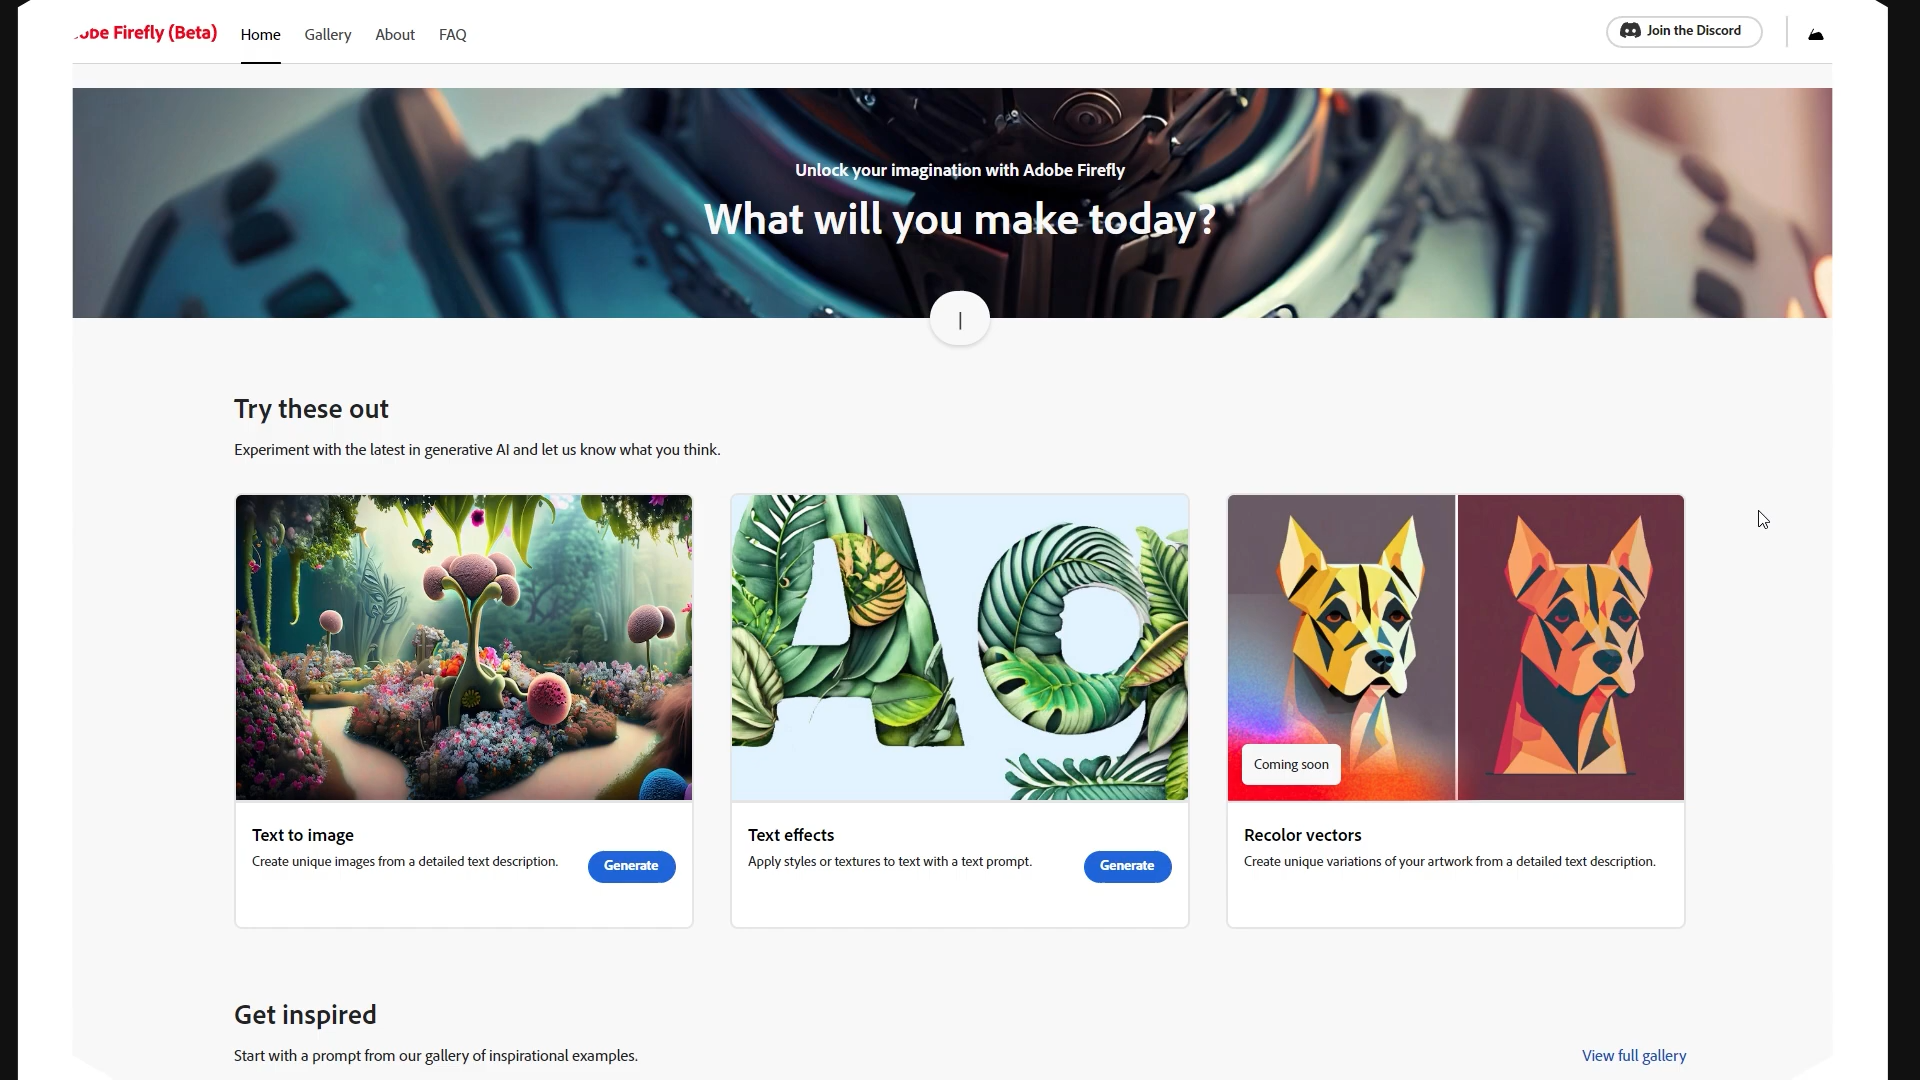 obe Firefly (Beta) Home Gallery About FAQ Join the Discord
Unlock your imagination with Adobe Firefly
What will you make today?
Try these out
Experiment with the latest in generative AI and let us know what you think.
Ag
Coming soon
Text to image
Create unique images from a detailed text description.
Generate
Text effects
Apply styles or textures to text with a text prompt.
Generate
Recolor vectors
Create unique variations of your artwork from a detailed text description.
Get inspired
Start with a prompt from our gallery of inspirational examples.
View full gallery